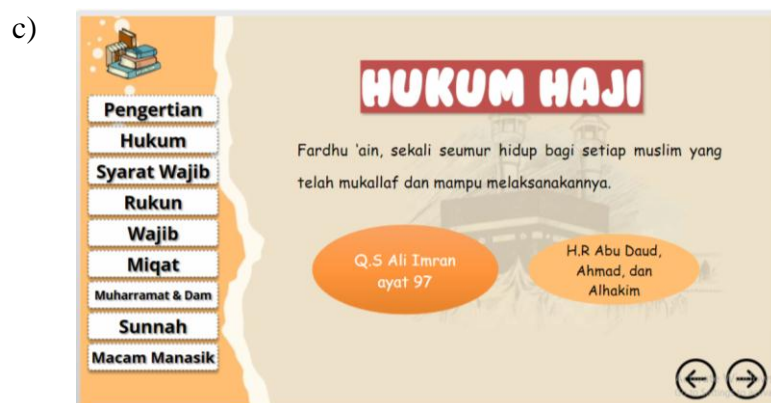 c)
Pengertian
Hukum
Syarat Wajib
Rukun
Wajib
Miqat
Muharramat & Dam
Sunnah
Macam Manasik
HUKUM HAJI
Fardhu 'ain, sekali seumur hidup bagi setiap muslim yang
telah mukallaf dan mampu melaksanakannya.
Q.S Ali Imran
ayat 97
H.R Abu Daud,
Ahmad, dan
Alhakim